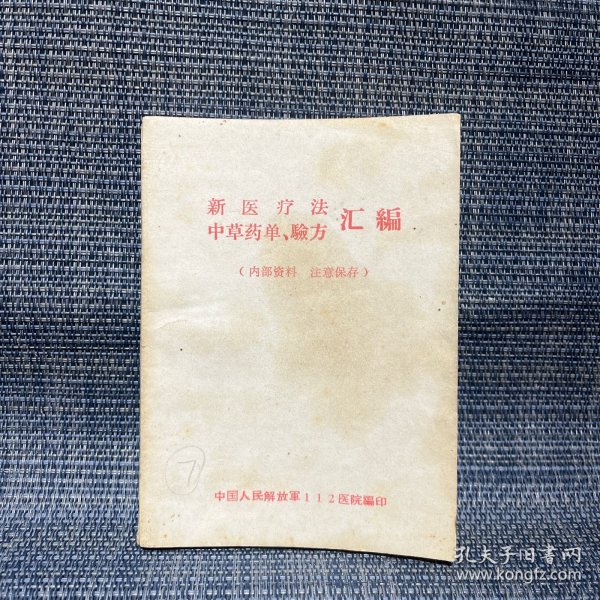 新医疗法
中草药单、驗方 汇編
（内部资料 注意保存）
7
中国人民解放軍112医院編印
孔夫子旧书网
www.kongfz.com